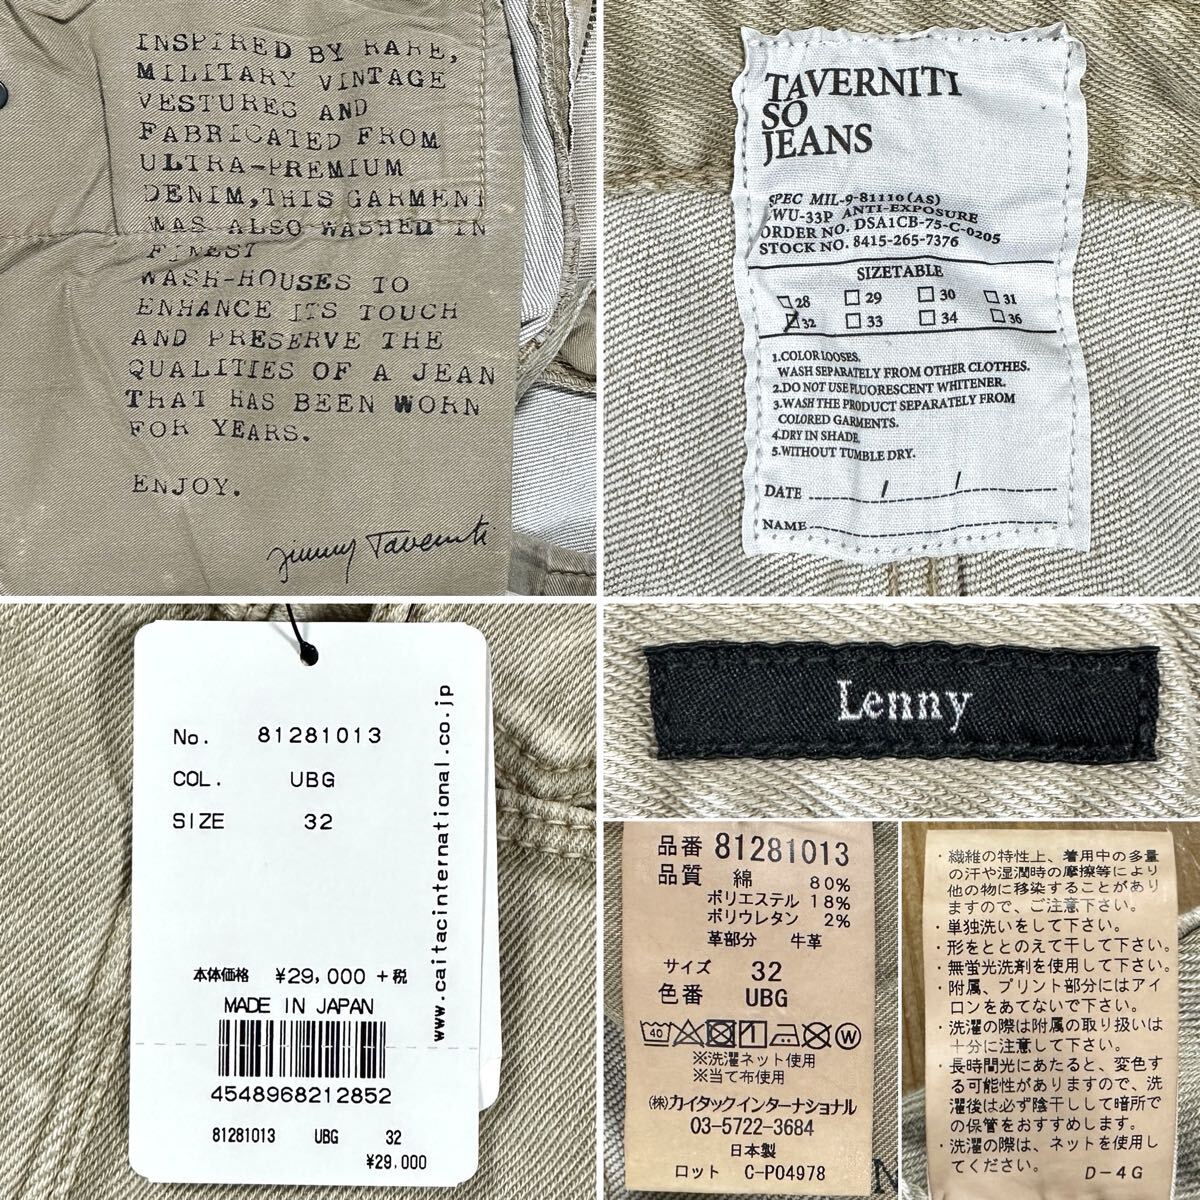 INSPIRED BY RARE,
MILITARY VINTAGE
VESTURES AND
FABRICATED FROM
ULTRA-PREMIUM
DENIM,THIS GARMENT
WAS ALSO WASHED IN
FINEST
WASH-HOUSES TO
ENHANCE ITS TOUCH
AND PRESERVE THE
QUALITIES OF A JEAN
THAT HAS BEEN WORN
FOR YEARS.
ENJOY.
Jimmy Taverniti
TAVERNITI
SO
JEANS
SPEC MIL-9-81110(AS)
CWU-33P ANTI-EXPOSURE
ORDER NO. DSA1CB-75-C-0205
STOCK NO. 8415-265-7376
SIZETABLE
28 29 30 31
32 33 34 36
1.COLOR LOOSES.
WASH SEPARATELY FROM OTHER CLOTHES.
2.DO NOT USE FLUORESCENT WHITENER.
3.WASH THE PRODUCT SEPARATELY FROM
COLORED GARMENTS.
4.DRY IN SHADE.
5.WITHOUT TUMBLE DRY.
DATE / /
NAME
No. 81281013
COL. UBG
SIZE 32
www.caitacinternational.co.jp
本体価格 ¥29,000 +税
MADE IN JAPAN
4548968212852
81281013 UBG 32
¥29,000
Lenny
品番 81281013
品質 綿 80%
ポリエステル 18%
ポリウレタン 2%
革部分 牛革
サイズ 32
色番 UBG
40 1 W
※洗濯ネット使用
※当て布使用
㈱カイタックインターナショナル
03-5722-3684
日本製
ロット C-P04978
・繊維の特性上、着用中の多量
の汗や湿潤時の摩擦等により
他の物に移染することがあり
ますので、ご注意下さい。
・単独洗いをして下さい。
・形をととのえて干して下さい。
・無蛍光洗剤を使用して下さい。
・附属、プリント部分にはアイ
ロンをあてないで下さい。
・洗濯の際は附属の取り扱いは
十分に注意して下さい。
・長時間光にあたると、変色す
る可能性がありますので、洗
濯後は必ず陰干しして暗所で
の保管をおすすめします。
・洗濯の際は、ネットを使用し
てください。 D-4G